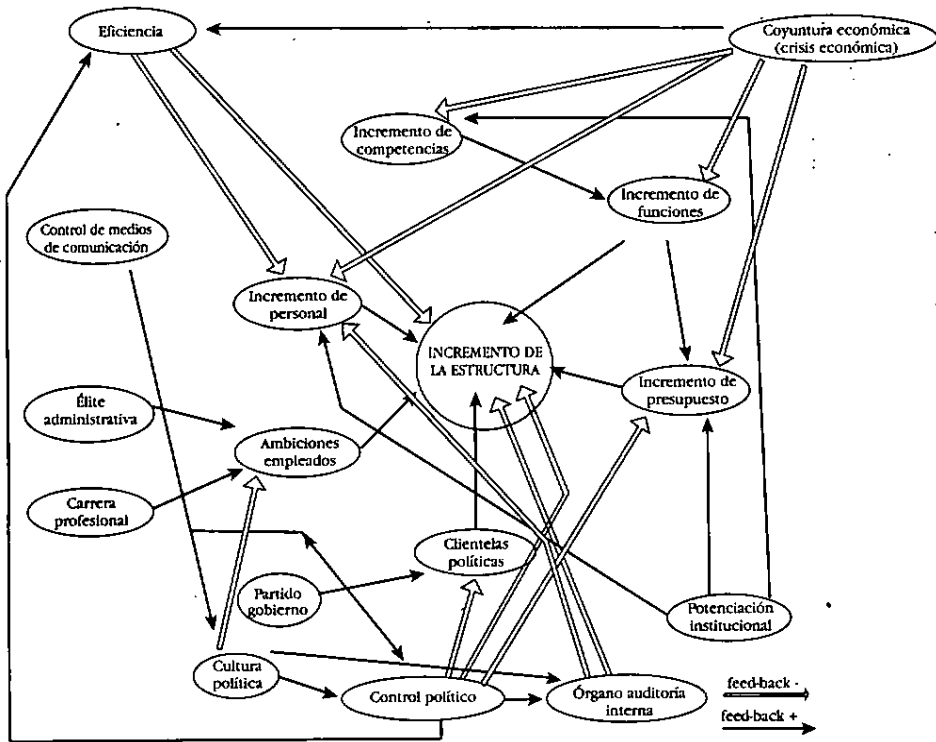 Eficiencia
Coyuntura económica
(crisis económica)
Incremento de
competencias
Incremento de
funciones
Control de medios
de comunicación
Incremento de
personal
INCREMENTO DE
LA ESTRUCTURA
Incremento de
presupuesto
Élite
administrativa
Ambiciones
empleados
Carrera
profesional
Clientelas
políticas
Partido
gobierno
Potenciación
institucional
Cultura
política
Control político
Órgano auditoría
interna
feed-back -
feed-back +